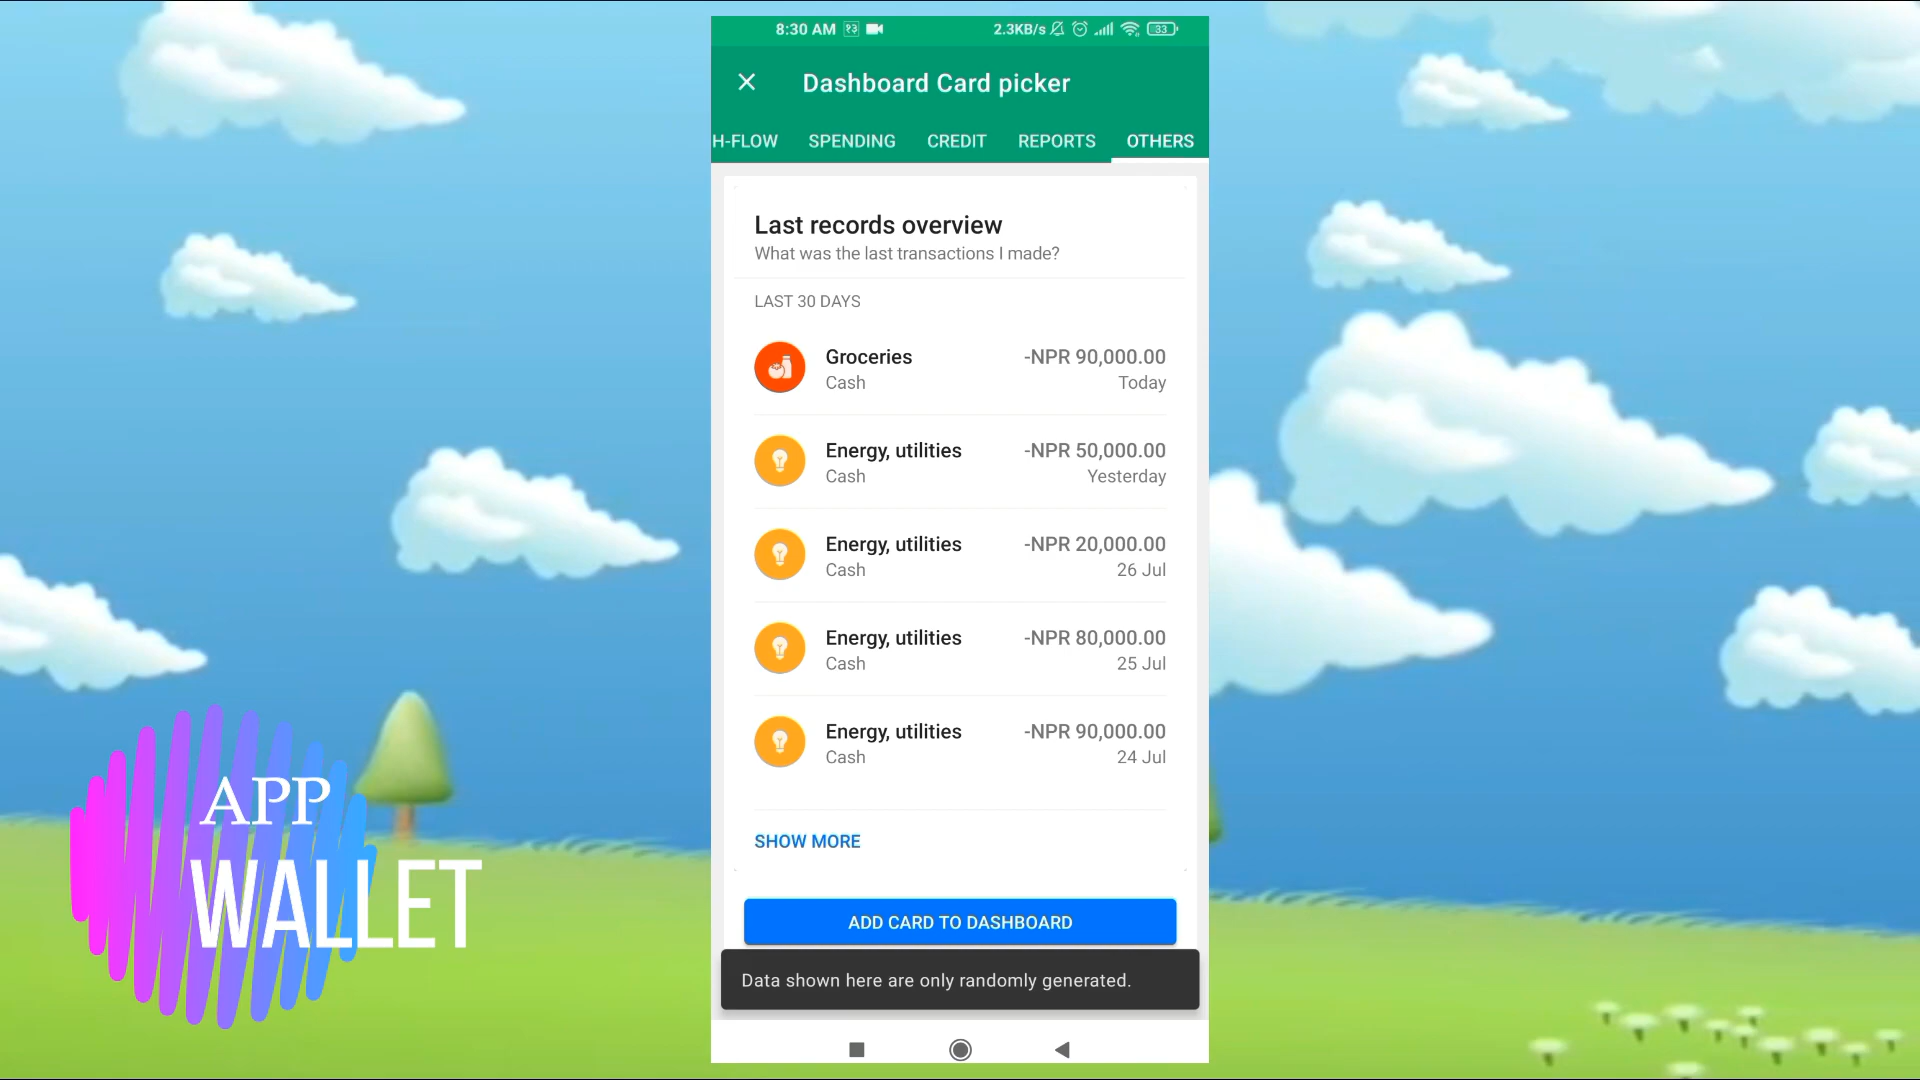 8:30 AM
2.3KB/s
33
Dashboard Card picker
H-FLOW SPENDING CREDIT REPORTS OTHERS
Last records overview
What was the last transactions I made?
LAST 30 DAYS
Groceries -NPR 90,000.00
Cash Today
Energy, utilities -NPR 50,000.00
Cash Yesterday
Energy, utilities -NPR 20,000.00
Cash 26 Jul
Energy, utilities -NPR 80,000.00
Cash 25 Jul
Energy, utilities -NPR 90,000.00
Cash 24 Jul
SHOW MORE
ADD CARD TO DASHBOARD
Data shown here are only randomly generated.
APP
WALLET